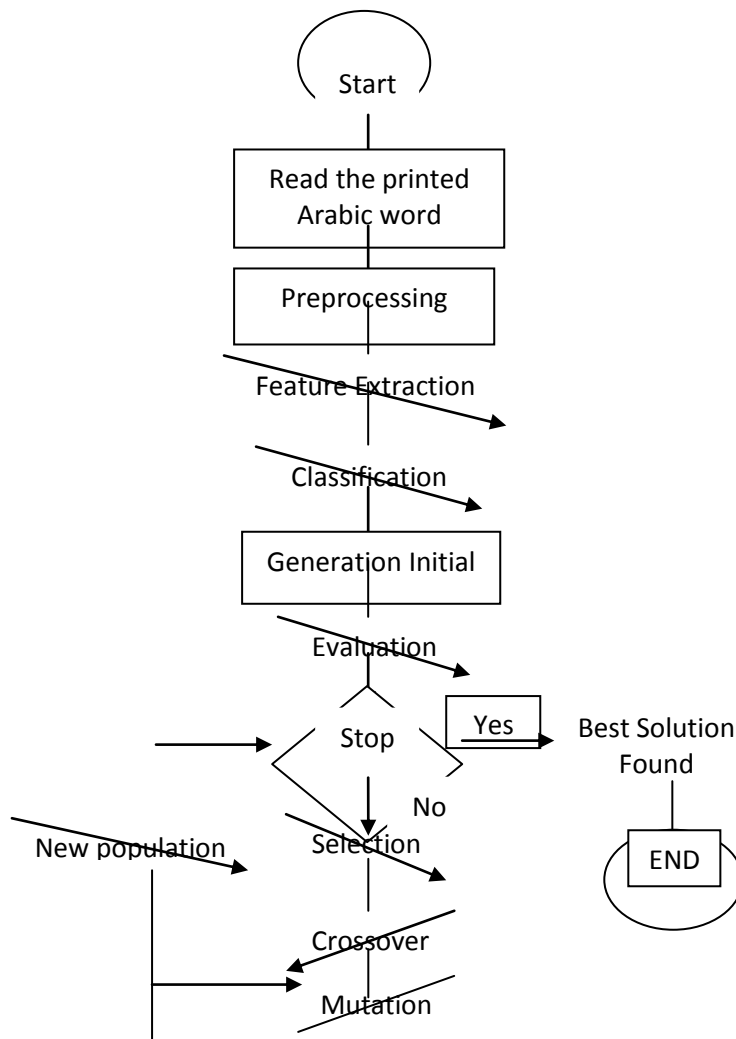 Start
Read the printed
Arabic word
Preprocessing
Feature Extraction
Classification
Generation Initial
Evaluation
Stop
Yes
Best Solution
Found
No
New population
Selection
END
Crossover
Mutation